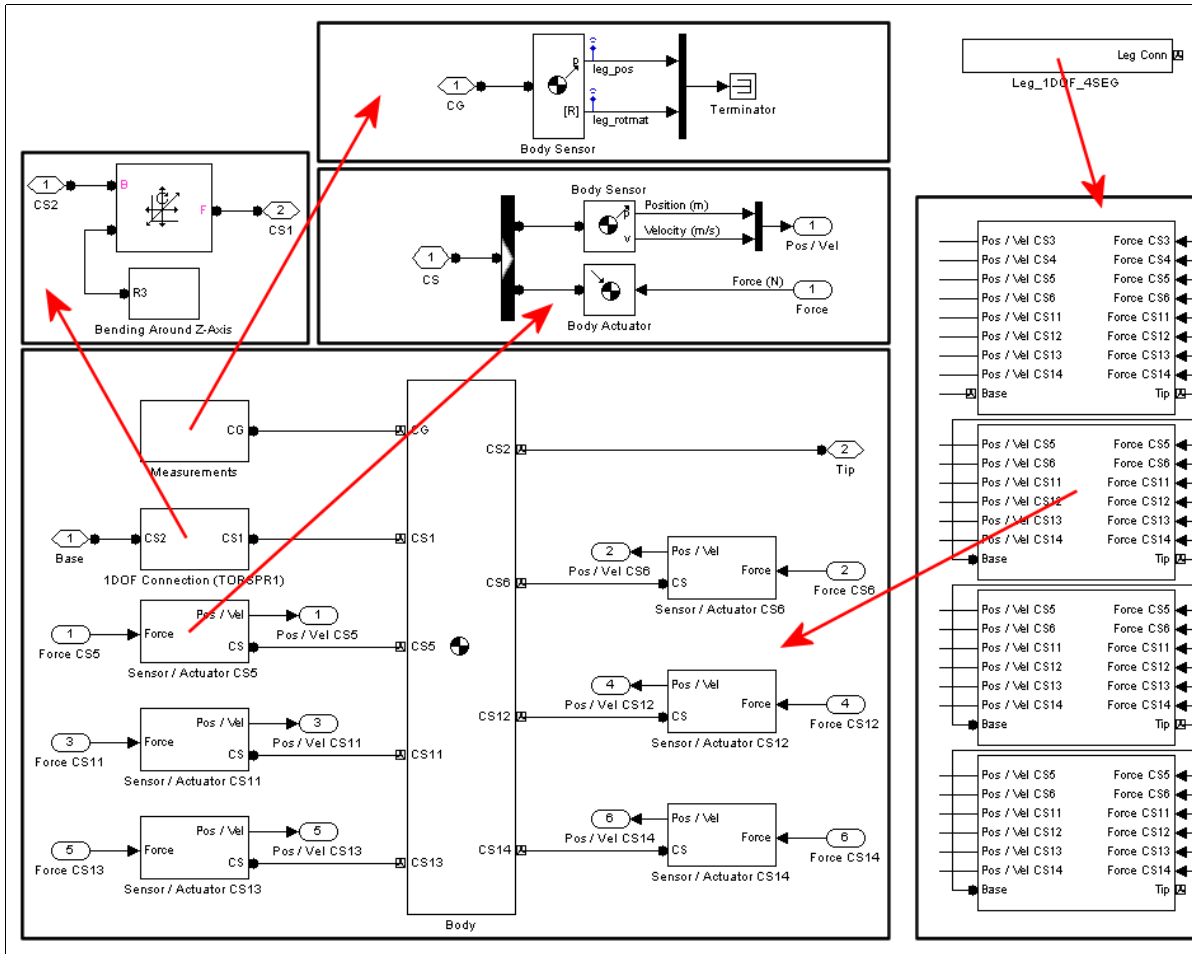 1
CG
p
leg_pos
[R]
leg_rotmat
Terminator
Body Sensor
Leg Conn
Leg_1DOF_4SEG
1
CS2
B
F
2
CS1
R3
Bending Around Z-Axis
Body Sensor
p
Position (m)
v
Velocity (m/s)
1
Pos / Vel
1
CS
Force (N)
1
Force
Body Actuator
CG
Measurements
1
Base
CS2
CS1
1DOF Connection (TORSPR1)
1
Force CS5
Force
Pos / Vel
CS
1
Pos / Vel CS5
Sensor / Actuator CS5
3
Force CS11
Force
Pos / Vel
CS
3
Pos / Vel CS11
Sensor / Actuator CS11
5
Force CS13
Force
Pos / Vel
CS
5
Pos / Vel CS13
Sensor / Actuator CS13
CG
CS1
CS5
CS11
CS13
CS2
CS6
CS12
CS14
Body
2
Tip
2
Pos / Vel CS6
Pos / Vel
CS
Force
2
Force CS6
Sensor / Actuator CS6
4
Pos / Vel CS12
Pos / Vel
CS
Force
4
Force CS12
Sensor / Actuator CS12
6
Pos / Vel CS14
Pos / Vel
CS
Force
6
Force CS14
Sensor / Actuator CS14
Pos / Vel CS3 Force CS3
Pos / Vel CS4 Force CS4
Pos / Vel CS5 Force CS5
Pos / Vel CS6 Force CS6
Pos / Vel CS11 Force CS11
Pos / Vel CS12 Force CS12
Pos / Vel CS13 Force CS13
Pos / Vel CS14 Force CS14
Base Tip
Pos / Vel CS5 Force CS5
Pos / Vel CS6 Force CS6
Pos / Vel CS11 Force CS11
Pos / Vel CS12 Force CS12
Pos / Vel CS13 Force CS13
Pos / Vel CS14 Force CS14
Base Tip
Pos / Vel CS5 Force CS5
Pos / Vel CS6 Force CS6
Pos / Vel CS11 Force CS11
Pos / Vel CS12 Force CS12
Pos / Vel CS13 Force CS13
Pos / Vel CS14 Force CS14
Base Tip
Pos / Vel CS5 Force CS5
Pos / Vel CS6 Force CS6
Pos / Vel CS11 Force CS11
Pos / Vel CS12 Force CS12
Pos / Vel CS13 Force CS13
Pos / Vel CS14 Force CS14
Base Tip